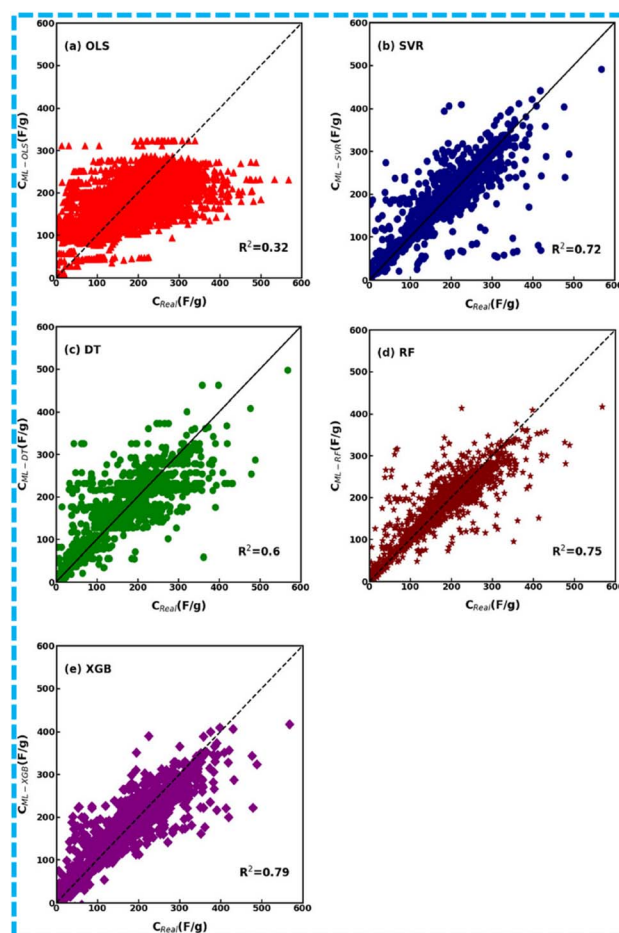 (a) OLS
600
500
400
300
200
100
0
C_ML-OLS(F/g)
R²=0.32
0 100 200 300 400 500 600
C_Real(F/g)
(b) SVR
600
500
400
300
200
100
0
C_ML-SVR(F/g)
R²=0.72
0 100 200 300 400 500 600
C_Real(F/g)
(c) DT
600
500
400
300
200
100
0
C_ML-DT(F/g)
R²=0.6
0 100 200 300 400 500 600
C_Real(F/g)
(d) RF
600
500
400
300
200
100
0
C_ML-RF(F/g)
R²=0.75
0 100 200 300 400 500 600
C_Real(F/g)
(e) XGB
600
500
400
300
200
100
0
C_ML-XGB(F/g)
R²=0.79
0 100 200 300 400 500 600
C_Real(F/g)